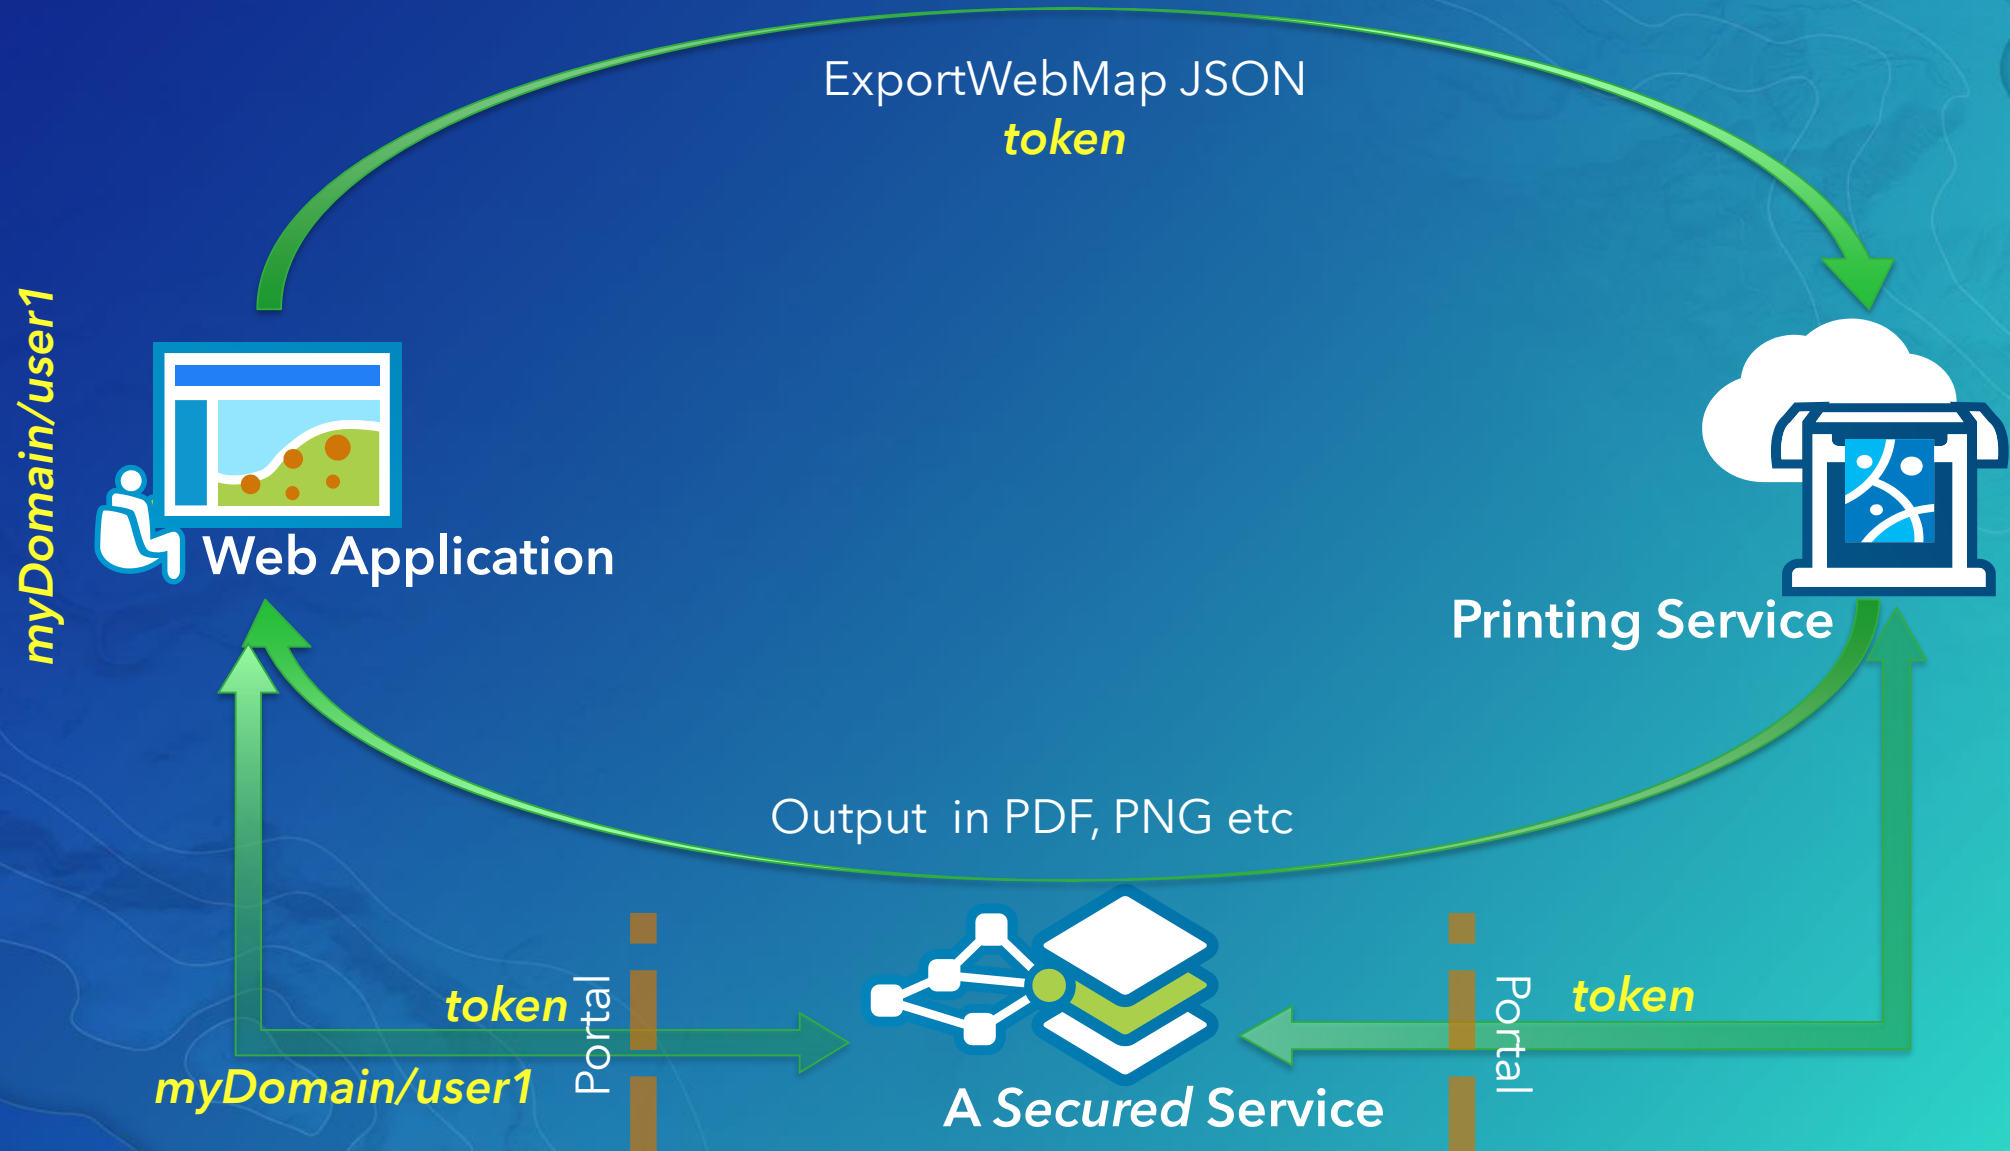 ExportWebMap JSON
token
myDomain/user1
Web Application
Printing Service
Output in PDF, PNG etc
token
Portal
myDomain/user1
Portal
token
A Secured Service